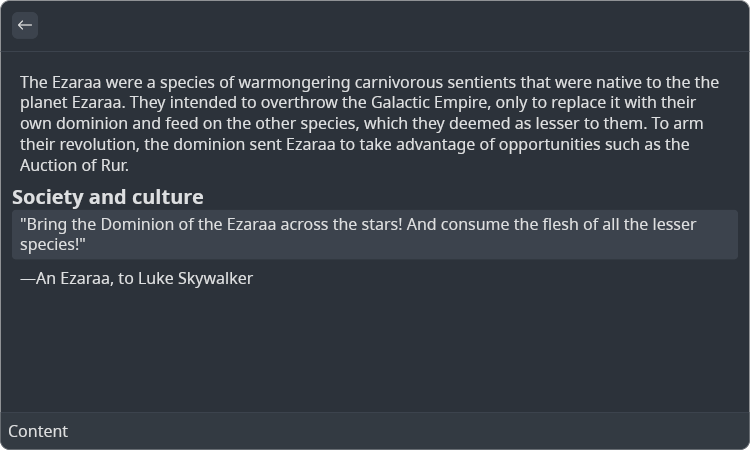 The Ezaraa were a species of warmongering carnivorous sentients that were native to the the
planet Ezaraa. They intended to overthrow the Galactic Empire, only to replace it with their
own dominion and feed on the other species, which they deemed as lesser to them. To arm
their revolution, the dominion sent Ezaraa to take advantage of opportunities such as the
Auction of Rur.
Society and culture
"Bring the Dominion of the Ezaraa across the stars! And consume the flesh of all the lesser
species!"
—An Ezaraa, to Luke Skywalker
Content